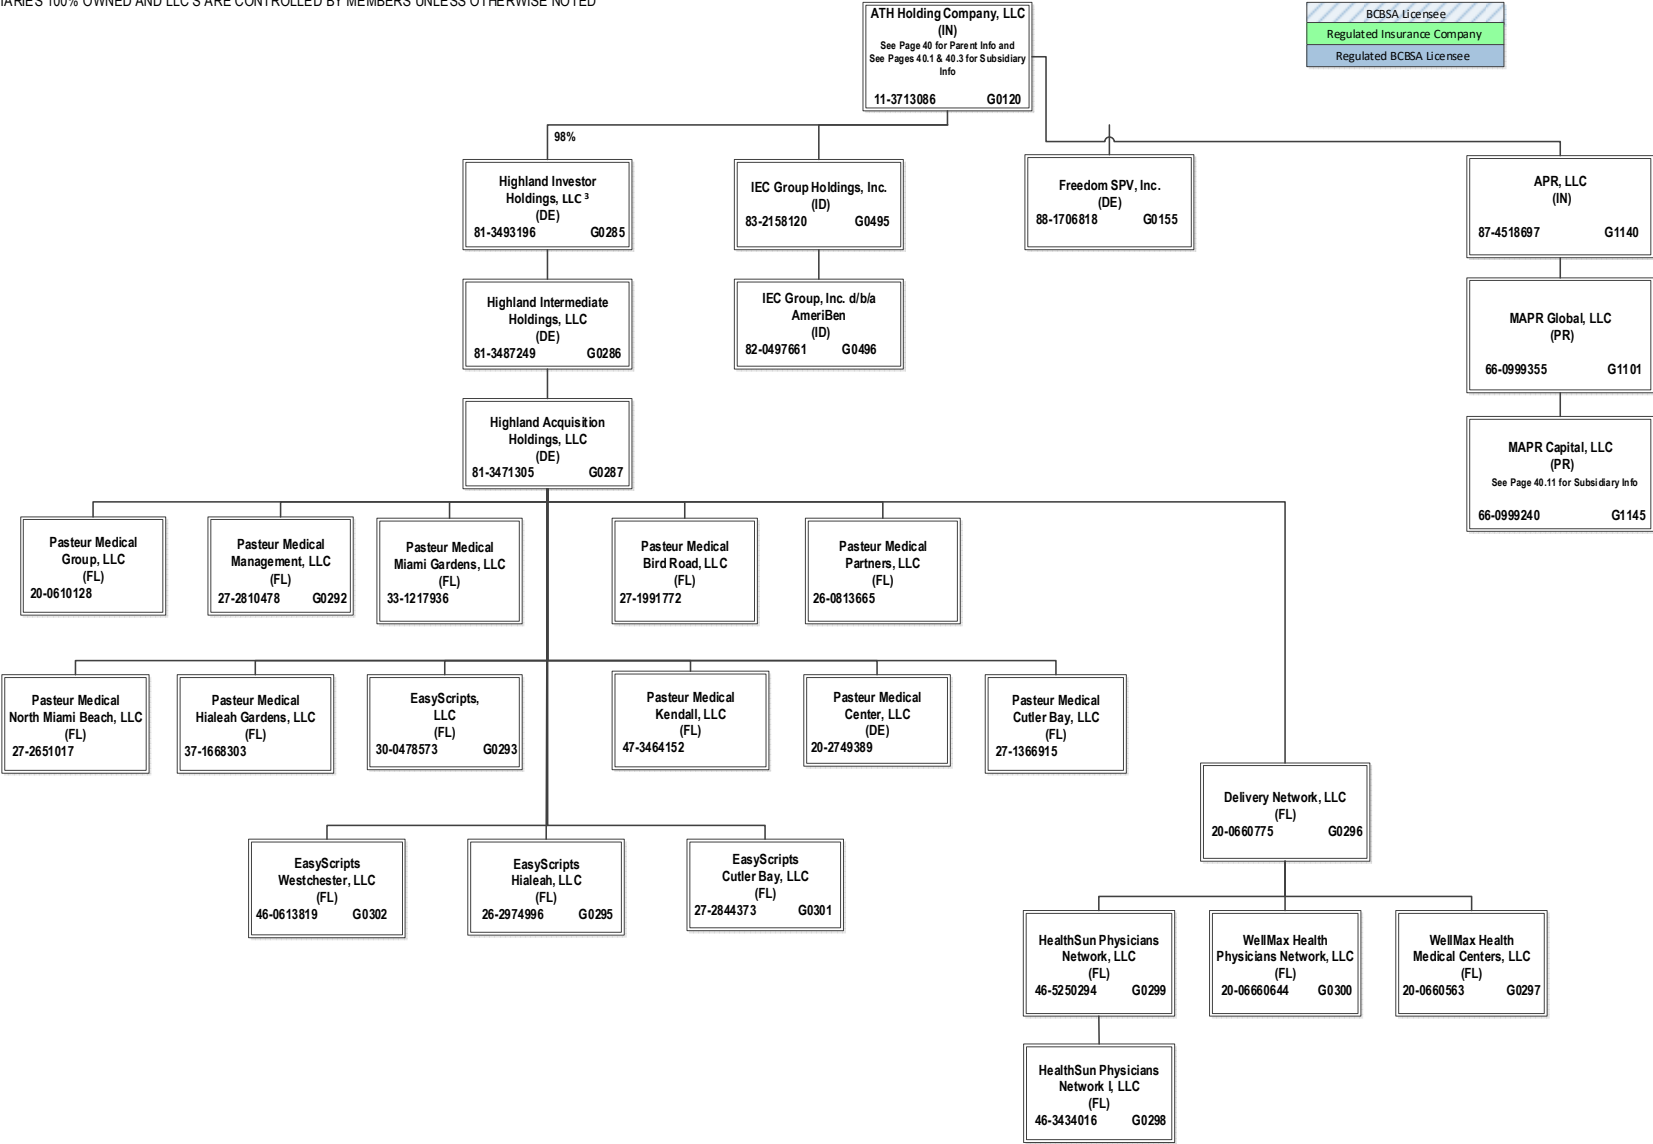 IARIES 100% OWNED AND LLC'S ARE CONTROLLED BY MEMBERS UNLESS OTHERWISE NOTED
ATH Holding Company, LLC
(IN)
See Page 40 for Parent Info and
See Pages 40.1 & 40.3 for Subsidiary
Info
11-3713086 G0120
BCBSA Licensee
Regulated Insurance Company
Regulated BCBSA Licensee
98%
Highland Investor
Holdings, LLC ³
(DE)
81-3493196 G0285
IEC Group Holdings, Inc.
(ID)
83-2158120 G0495
Freedom SPV, Inc.
(DE)
88-1706818 G0155
APR, LLC
(IN)
87-4518697 G1140
Highland Intermediate
Holdings, LLC
(DE)
81-3487249 G0286
IEC Group, Inc. d/b/a
AmeriBen
(ID)
82-0497661 G0496
MAPR Global, LLC
(PR)
66-0999355 G1101
Highland Acquisition
Holdings, LLC
(DE)
81-3471305 G0287
MAPR Capital, LLC
(PR)
See Page 40.11 for Subsidiary Info
66-0999240 G1145
Pasteur Medical
Group, LLC
(FL)
20-0610128
Pasteur Medical
Management, LLC
(FL)
27-2810478 G0292
Pasteur Medical
Miami Gardens, LLC
(FL)
33-1217936
Pasteur Medical
Bird Road, LLC
(FL)
27-1991772
Pasteur Medical
Partners, LLC
(FL)
26-0813665
Pasteur Medical
North Miami Beach, LLC
(FL)
27-2651017
Pasteur Medical
Hialeah Gardens, LLC
(FL)
37-1668303
EasyScripts,
LLC
(FL)
30-0478573 G0293
Pasteur Medical
Kendall, LLC
(FL)
47-3464152
Pasteur Medical
Center, LLC
(DE)
20-2749389
Pasteur Medical
Cutler Bay, LLC
(FL)
27-1366915
Delivery Network, LLC
(FL)
20-0660775 G0296
EasyScripts
Westchester, LLC
(FL)
46-0613819 G0302
EasyScripts
Hialeah, LLC
(FL)
26-2974996 G0295
EasyScripts
Cutler Bay, LLC
(FL)
27-2844373 G0301
HealthSun Physicians
Network, LLC
(FL)
46-5250294 G0299
WellMax Health
Physicians Network, LLC
(FL)
20-06660644 G0300
WellMax Health
Medical Centers, LLC
(FL)
20-0660563 G0297
HealthSun Physicians
Network I, LLC
(FL)
46-3434016 G0298